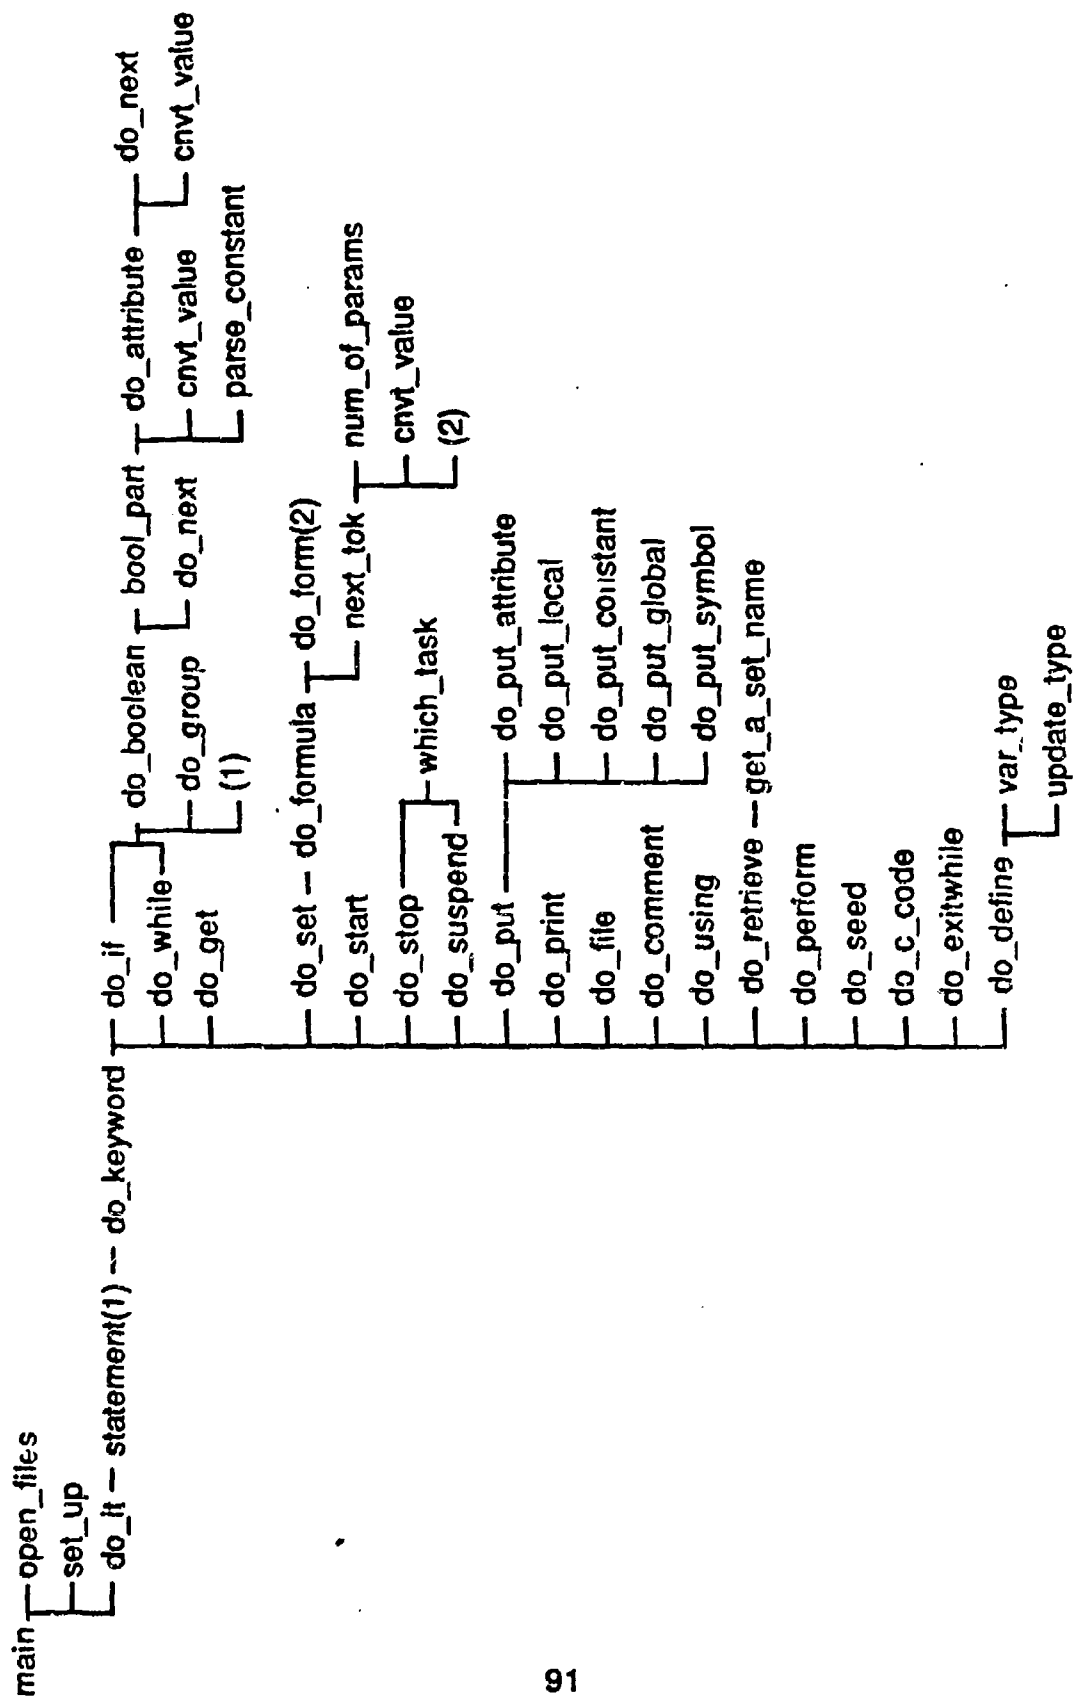 main open_files
set_up
do_it statement(1) do_keyword do_if do_boolean bool_part do_attribute do_next
do_while do_group do_next cnvt_value cnvt_value
do_get (1) parse_constant
do_set do_formula do_form(2)
do_start next_tok num_of_params
do_stop which_task cnvt_value
do_suspend (2)
do_put do_put_attribute
do_print do_put_local
do_file do_put_constant
do_comment do_put_global
do_using do_put_symbol
do_retrieve get_a_set_name
do_perform
do_seed
do_c_code
do_exitwhile
do_define var_type
update_type
91